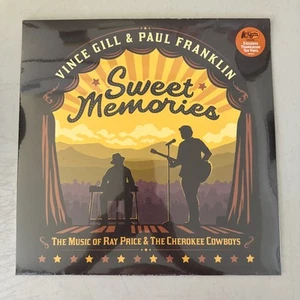 VINCE GILL & PAUL FRANKLIN
Sweet
Memories
THE MUSIC OF RAY PRICE & THE CHEROKEE COWBOYS